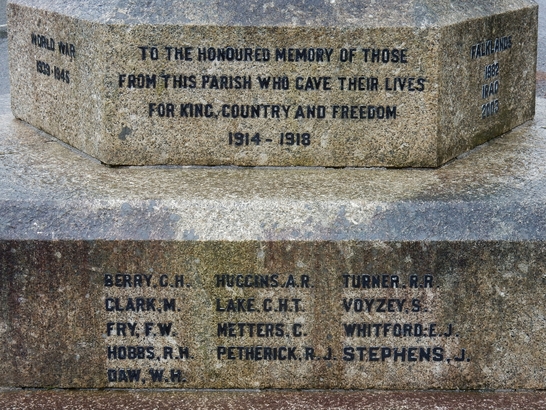 WORLD WAR
1939-1945
TO THE HONOURED MEMORY OF THOSE
FROM THIS PARISH WHO GAVE THEIR LIVES
FOR KING, COUNTRY AND FREEDOM
1914 - 1918
FALKLANDS
1982
IRAQ
2003
BERRY, C.H. HUGGINS, A.R. TURNER, R.R.
CLARK, M. LAKE, C.H.T. VOYZEY, S.
FRY, F.W. METTERS, C. WHITFORD, E.J.
HOBBS, R.H. PETHERICK, R.J. STEPHENS, J.
DAW, W.H.